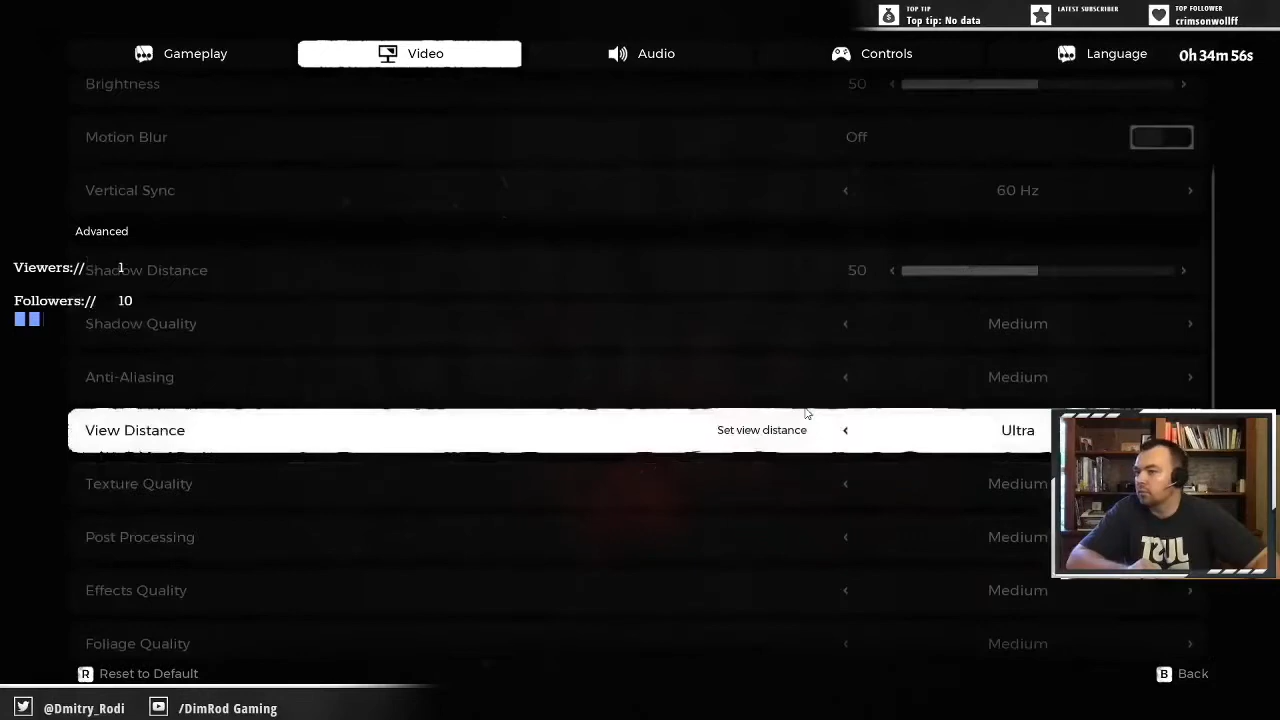 TOP TIP
Top tip: No data
LATEST SUBSCRIBER
TOP FOLLOWER
crimsonwollff
Gameplay
Video
Audio
Controls
Language
0h 34m 56s
Brightness 50
Motion Blur Off
Vertical Sync 60 Hz
Advanced
Viewers:// 1
Shadow Distance 50
Followers:// 10
Shadow Quality Medium
Anti-Aliasing Medium
View Distance Set view distance Ultra
Texture Quality Medium
Post Processing Medium
Effects Quality Medium
Foliage Quality Medium
JUST
R Reset to Default
B Back
@Dmitry_Rodi
/DimRod Gaming